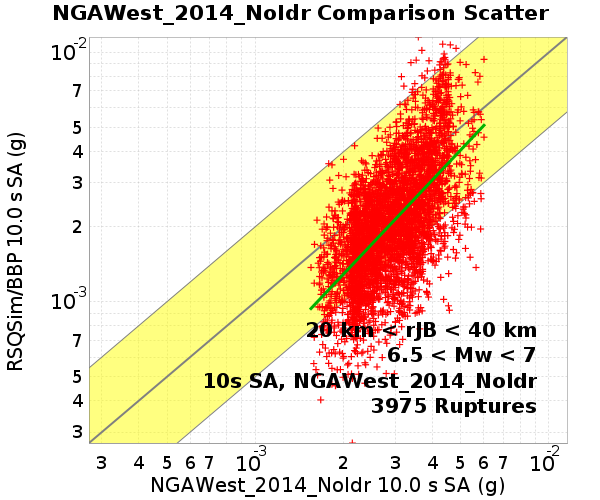 NGAWest_2014_NoIdr Comparison Scatter
RSQSim/BBP 10.0 s SA (g)
10-2
7
5
4
3
2
10-3
7
5
4
3
20 km < rJB < 40 km
6.5 < Mw < 7
10s SA, NGAWest_2014_NoIdr
3975 Ruptures
3 4 5 6 7 10-3 2 3 4 5 6 7 10-2
NGAWest_2014_NoIdr 10.0 s SA (g)